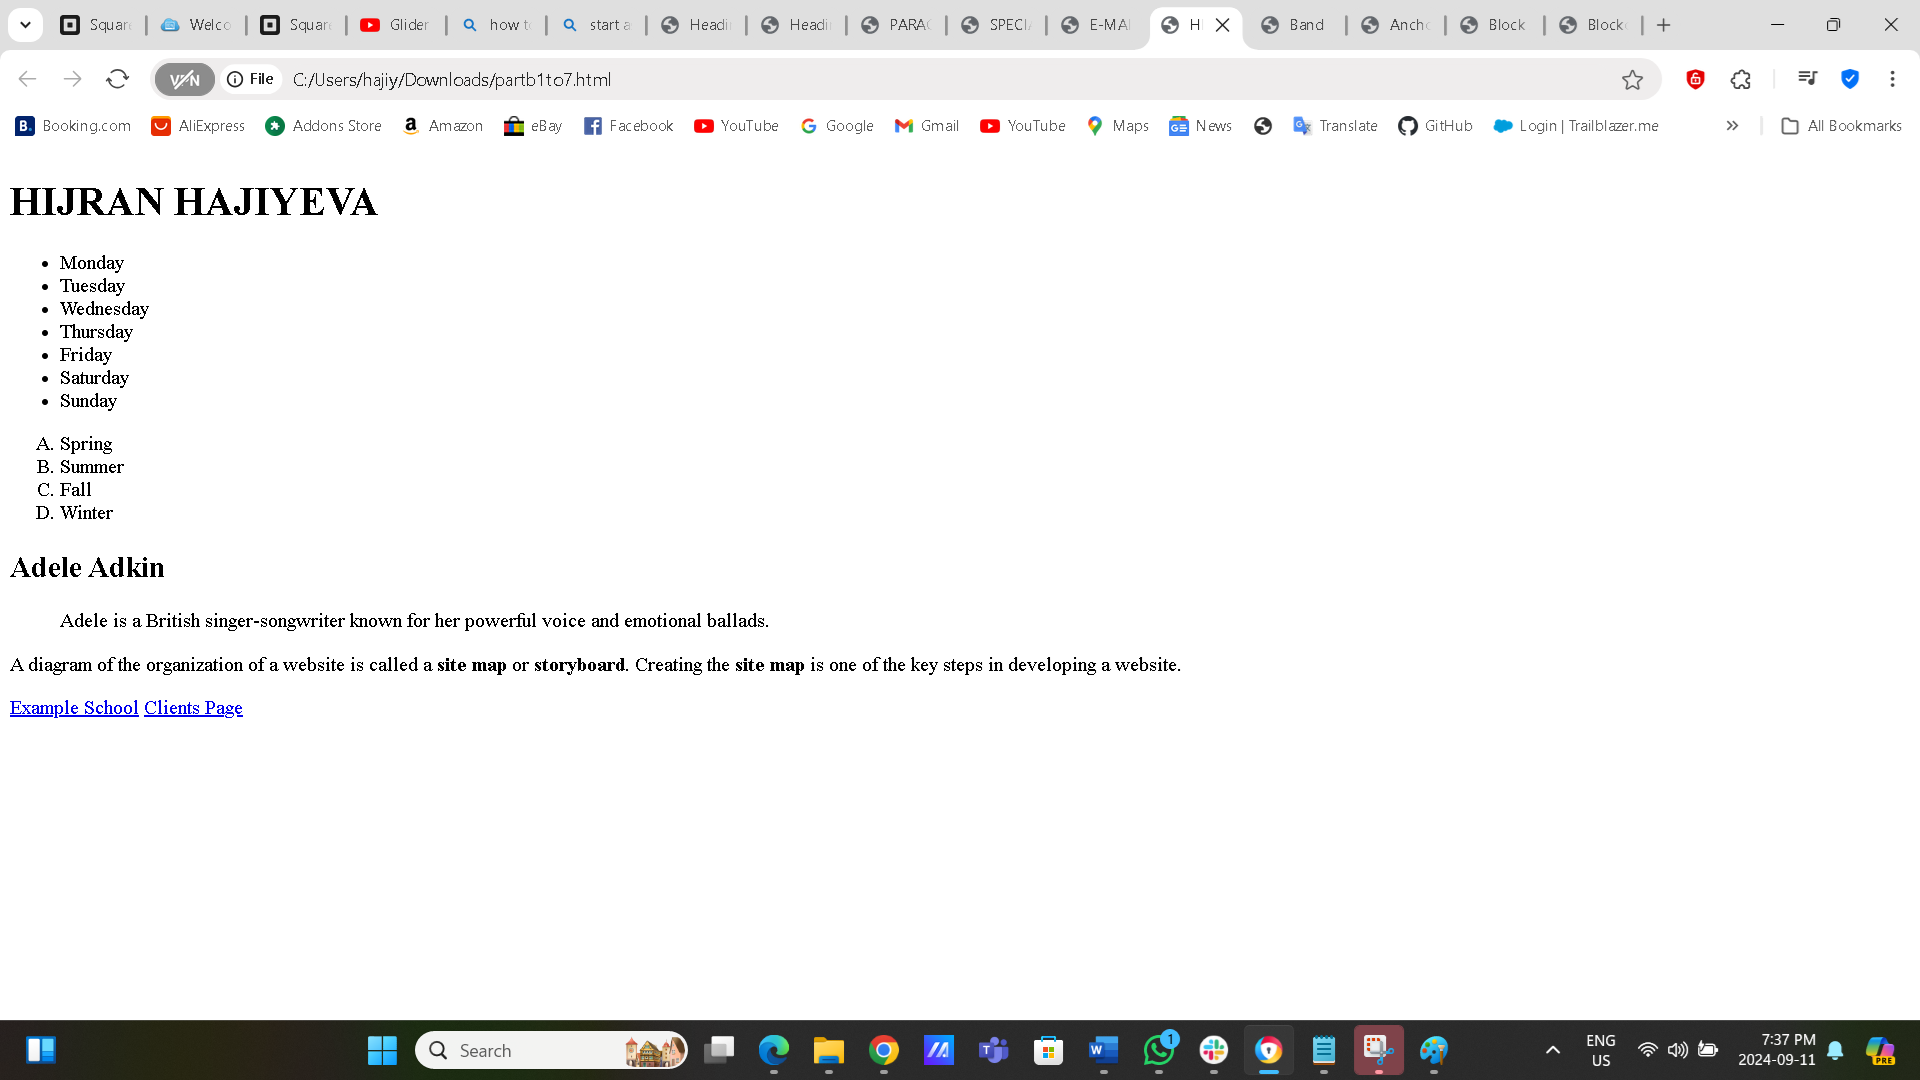 Squar Welco Squar Glider how to start a Headi Headi PARAG SPECIA E-MAI HI Band Ancho Block Block
VPN File C:/Users/hajiy/Downloads/partb1to7.html
B. Booking.com AliExpress Addons Store a Amazon eBay Facebook YouTube Google Gmail YouTube Maps News Translate GitHub Login | Trailblazer.me » All Bookmarks
HIJRAN HAJIYEVA
• Monday
• Tuesday
• Wednesday
• Thursday
• Friday
• Saturday
• Sunday
A. Spring
B. Summer
C. Fall
D. Winter
Adele Adkin
Adele is a British singer-songwriter known for her powerful voice and emotional ballads.
A diagram of the organization of a website is called a site map or storyboard. Creating the site map is one of the key steps in developing a website.
Example School Clients Page
Search 1 ENG US 7:37 PM
2024-09-11 PRE